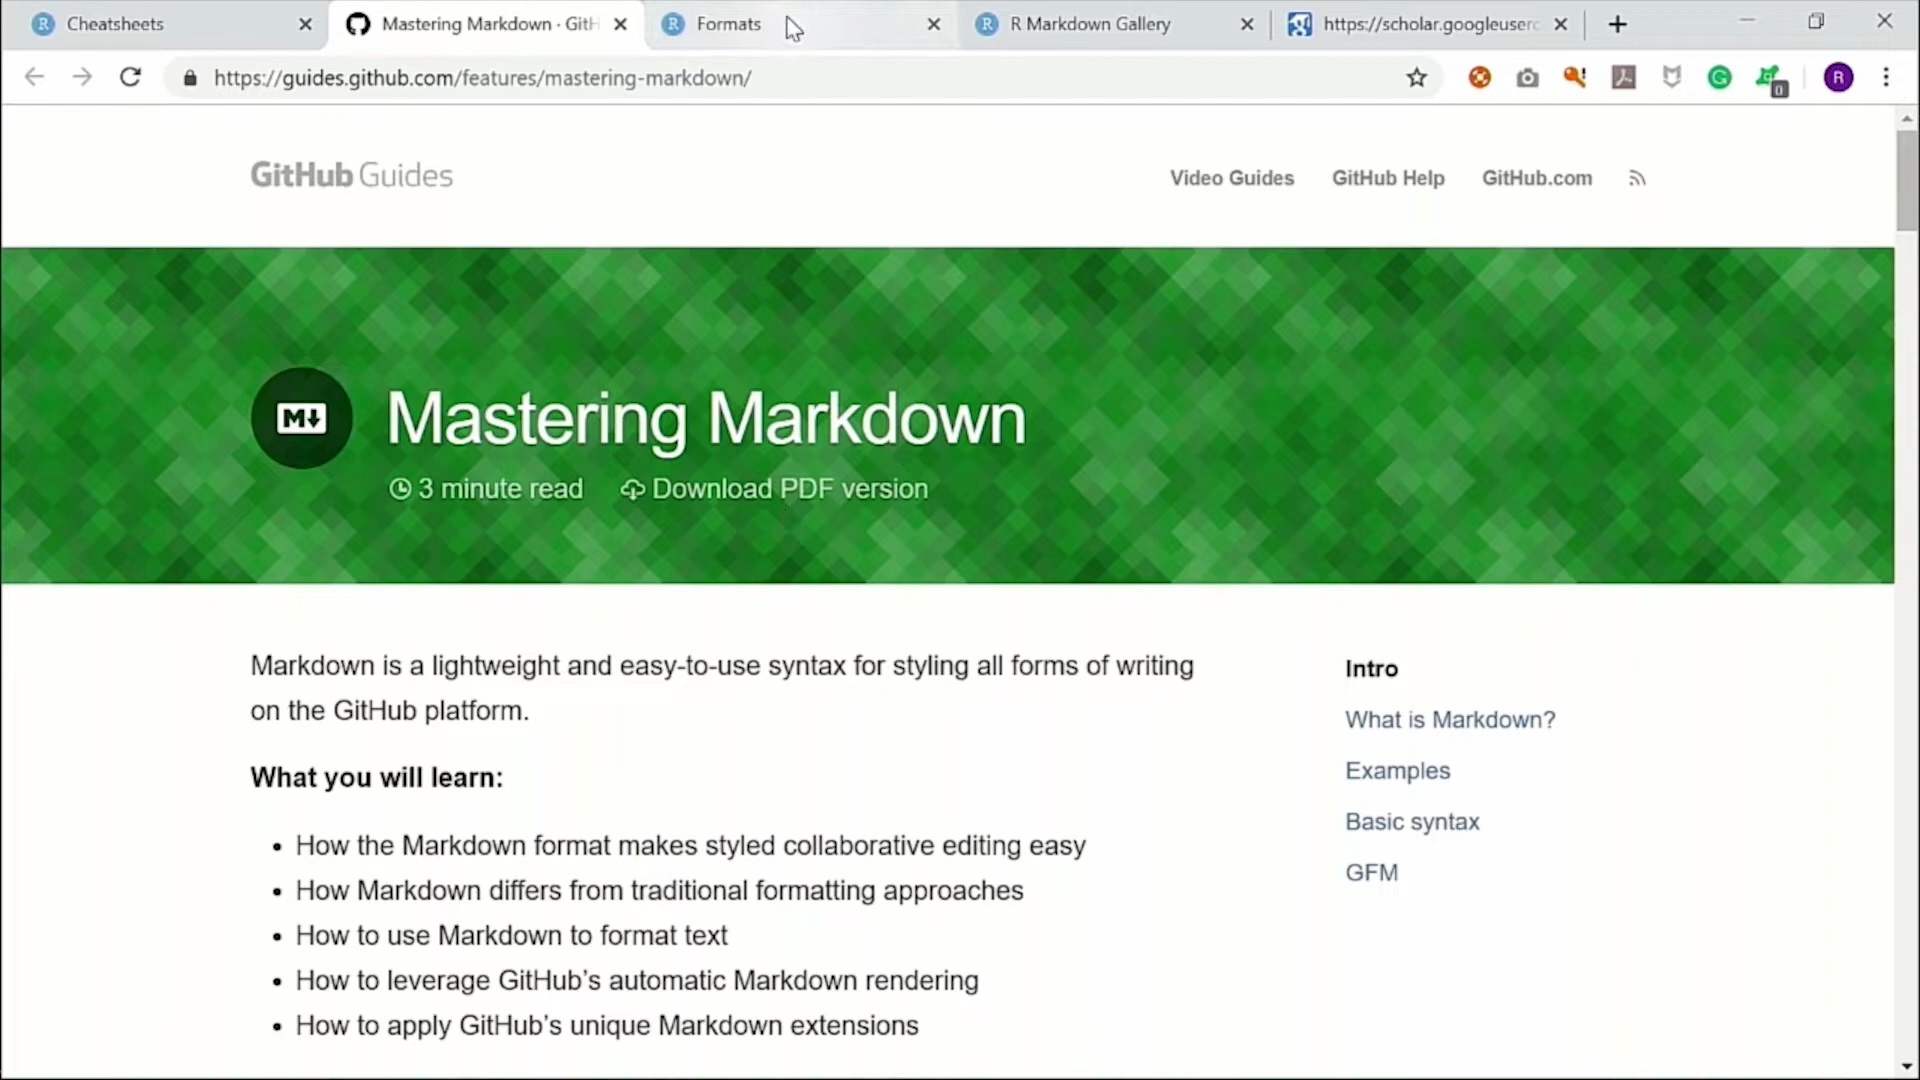 Cheatsheets
Mastering Markdown · GitH
Formats
R Markdown Gallery
https://scholar.googleuserc
https://guides.github.com/features/mastering-markdown/
0
R
GitHub Guides
Video Guides
GitHub Help
GitHub.com
M
Mastering Markdown
3 minute read
Download PDF version
Markdown is a lightweight and easy-to-use syntax for styling all forms of writing
on the GitHub platform.
What you will learn:
• How the Markdown format makes styled collaborative editing easy
• How Markdown differs from traditional formatting approaches
• How to use Markdown to format text
• How to leverage GitHub’s automatic Markdown rendering
• How to apply GitHub’s unique Markdown extensions
Intro
What is Markdown?
Examples
Basic syntax
GFM